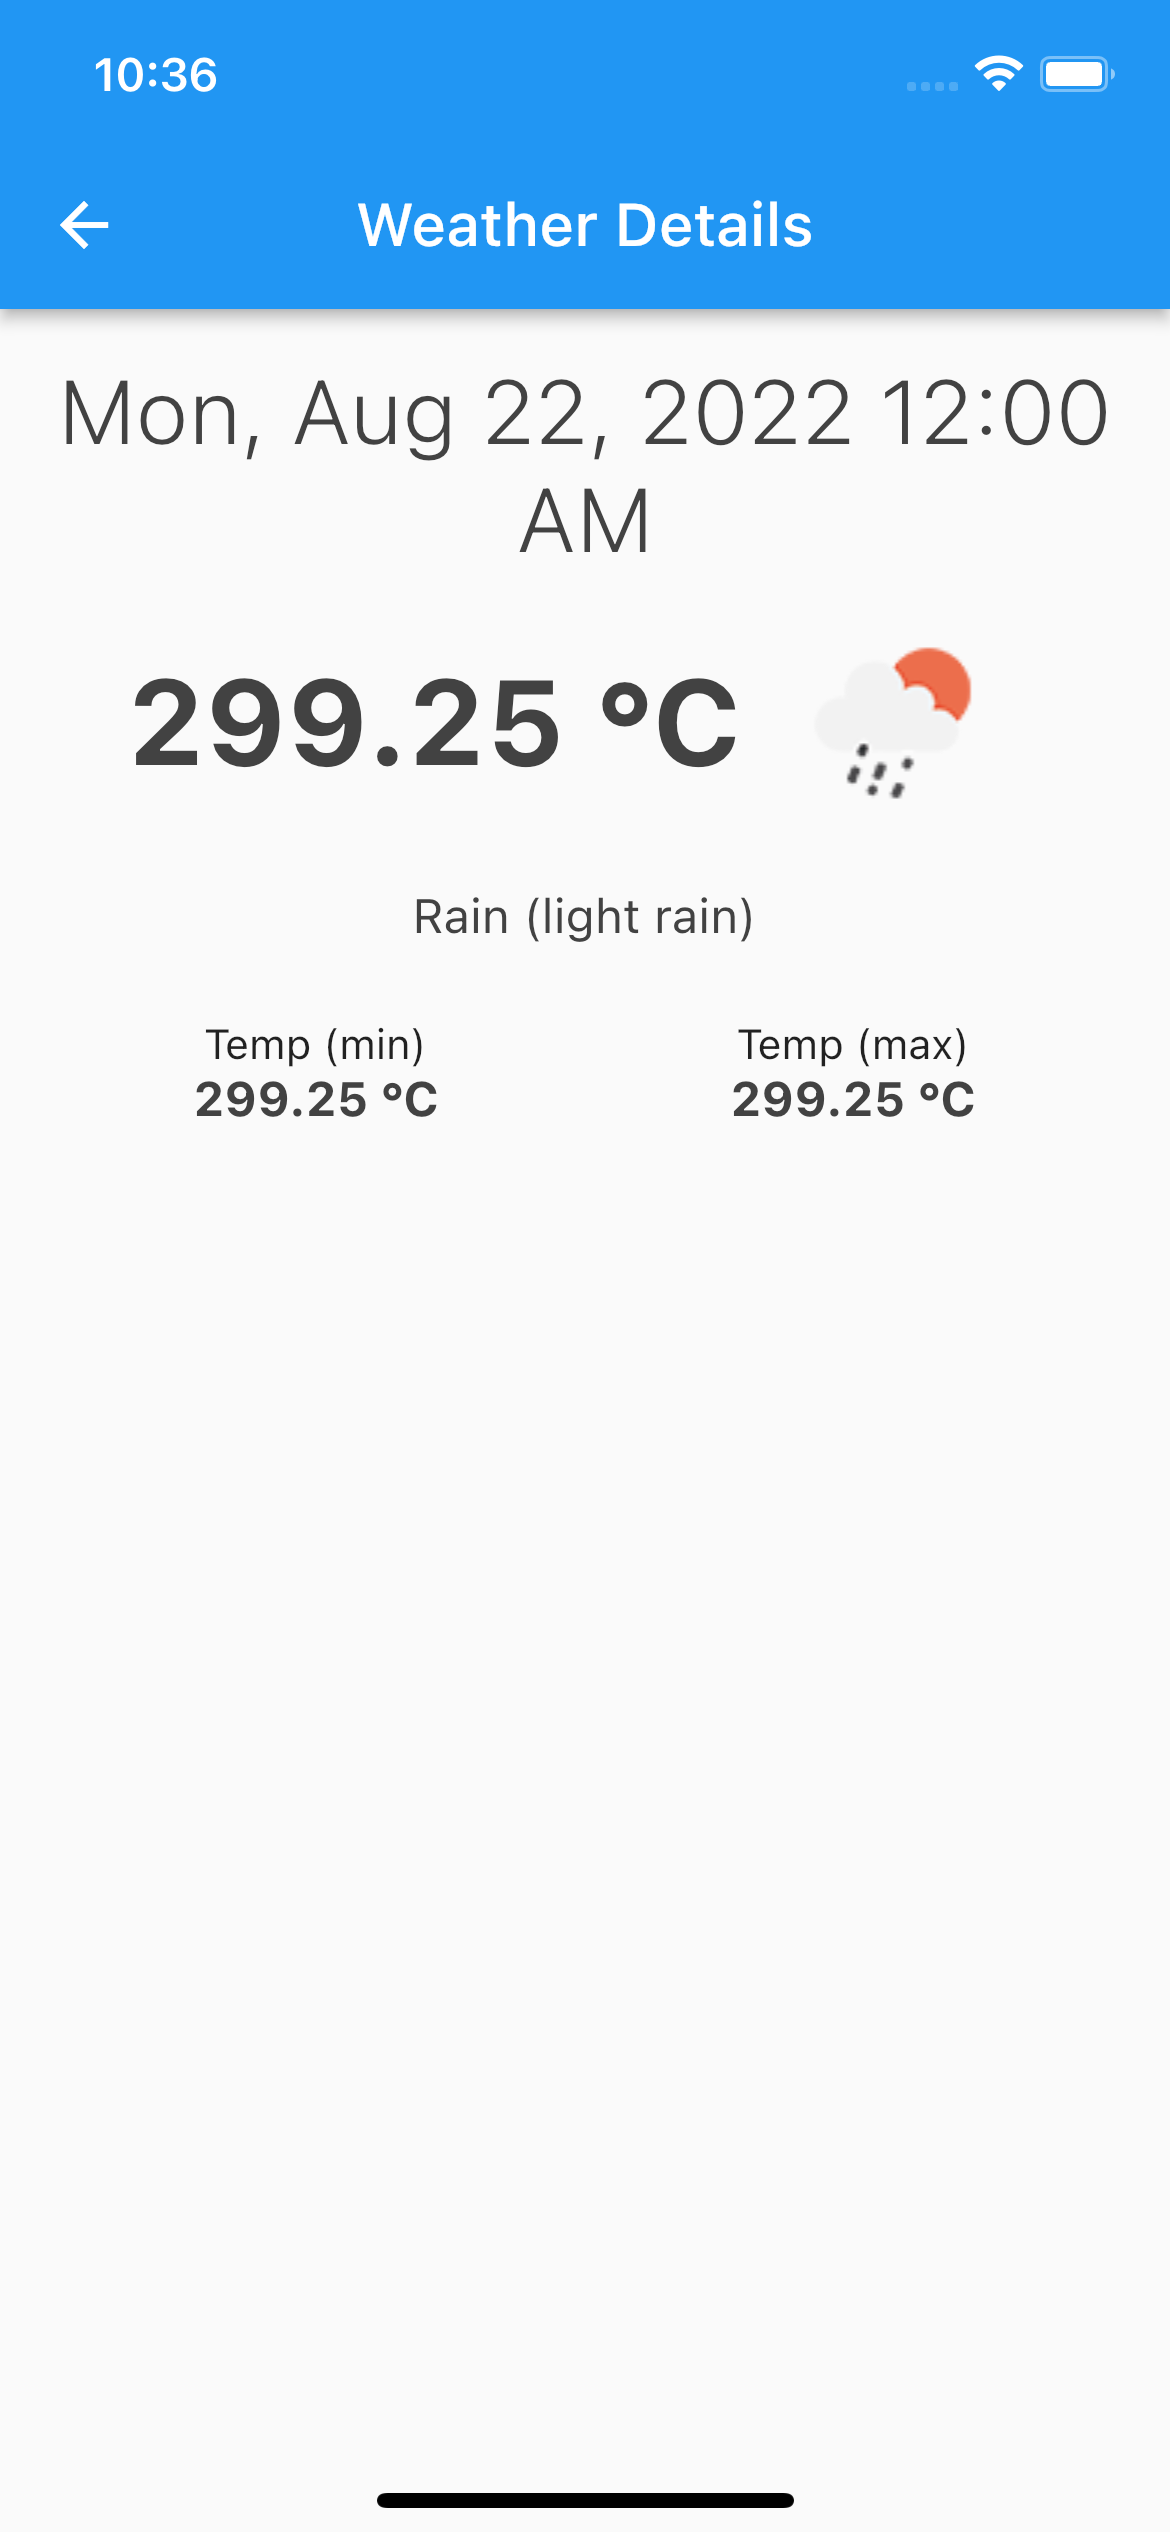 10:36
Weather Details
Mon, Aug 22, 2022 12:00
AM
299.25 °C
Rain (light rain)
Temp (min)
Temp (max)
299.25 °C
299.25 °C